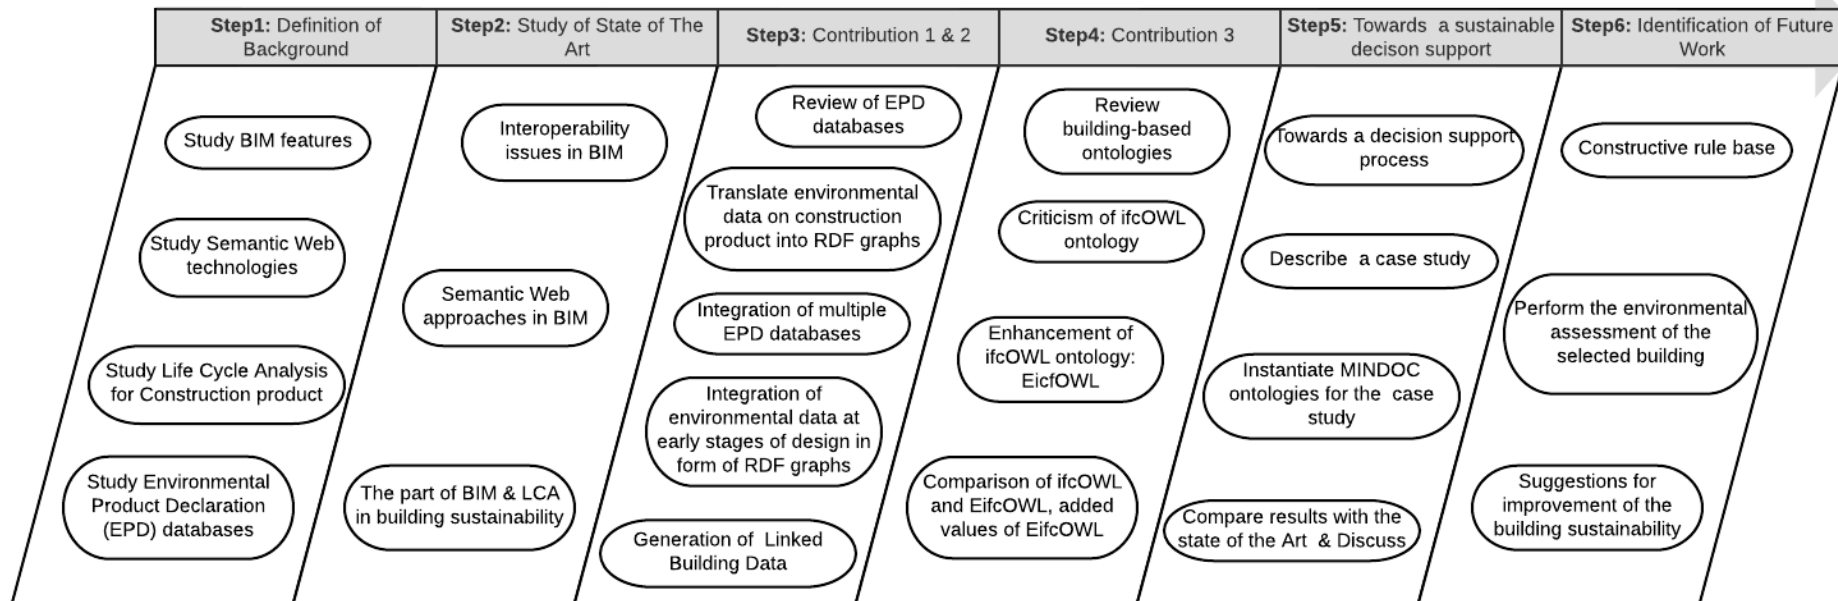 Step1: Definition of
Background
Step2: Study of State of The
Art
Step3: Contribution 1 & 2
Step4: Contribution 3
Step5: Towards a sustainable
decison support
Step6: Identification of Future
Work
Study BIM features
Study Semantic Web
technologies
Study Life Cycle Analysis
for Construction product
Study Environmental
Product Declaration
(EPD) databases
Interoperability
issues in BIM
Semantic Web
approaches in BIM
The part of BIM & LCA
in building sustainability
Review of EPD
databases
Translate environmental
data on construction
product into RDF graphs
Integration of multiple
EPD databases
Integration of
environmental data at
early stages of design in
form of RDF graphs
Generation of Linked
Building Data
Review
building-based
ontologies
Criticism of ifcOWL
ontology
Enhancement of
ifcOWL ontology:
EicfOWL
Comparison of ifcOWL
and EifcOWL, added
values of EifcOWL
Towards a decision support
process
Describe a case study
Instantiate MINDOC
ontologies for the case
study
Compare results with the
state of the Art & Discuss
Constructive rule base
Perform the environmental
assessment of the
selected building
Suggestions for
improvement of the
building sustainability